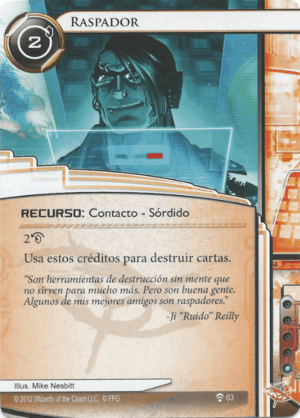 RASPADOR
2
RECURSO: Contacto - Sórdido
2
Usa estos créditos para destruir cartas.
"Son herramientas de destrucción sin mente que
no sirven para mucho más. Pero son buena gente.
Algunos de mis mejores amigos son raspadores."
-Ji "Ruido" Reilly
Illus. Mike Nesbitt
© 2012 Wizards of the Coast LLC. © FFG
63